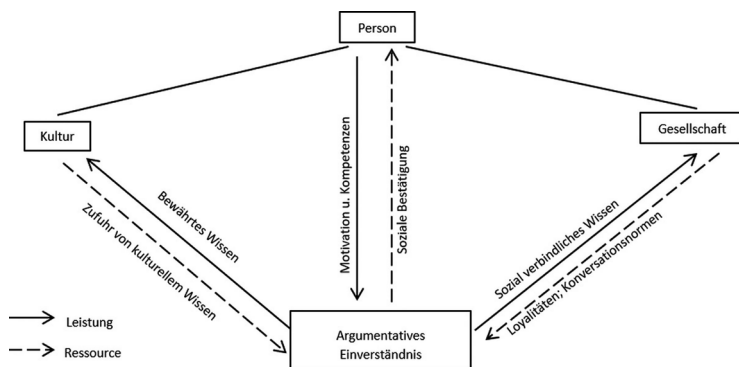 Person
Kultur
Gesellschaft
Motivation u. Kompetenzen
Soziale Bestätigung
Bewährtes Wissen
Zufuhr von kulturellem Wissen
Sozial verbindliches Wissen
Loyalitäten; Konversationsnormen
Argumentatives
Einverständnis
Leistung
Ressource